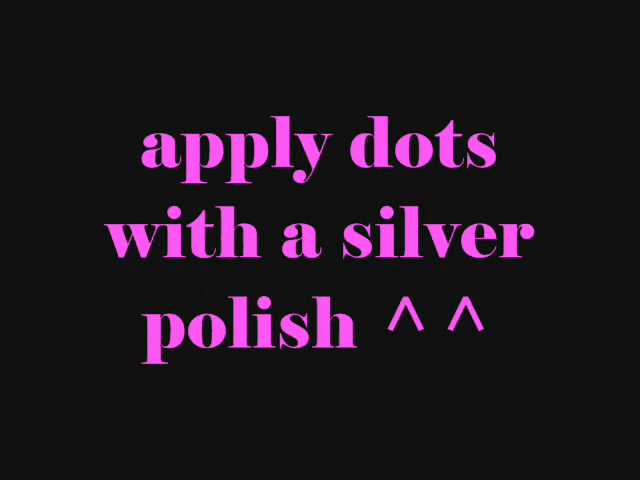 apply dots
with a silver
polish ^ ^